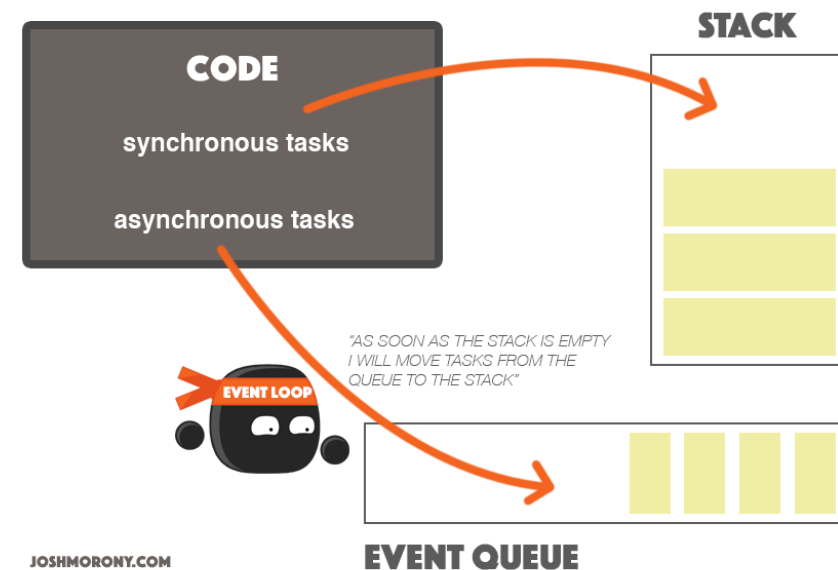 STACK
CODE
synchronous tasks
asynchronous tasks
"AS SOON AS THE STACK IS EMPTY
I WILL MOVE TASKS FROM THE
QUEUE TO THE STACK"
EVENT LOOP
JOSHMORONY.COM
EVENT QUEUE